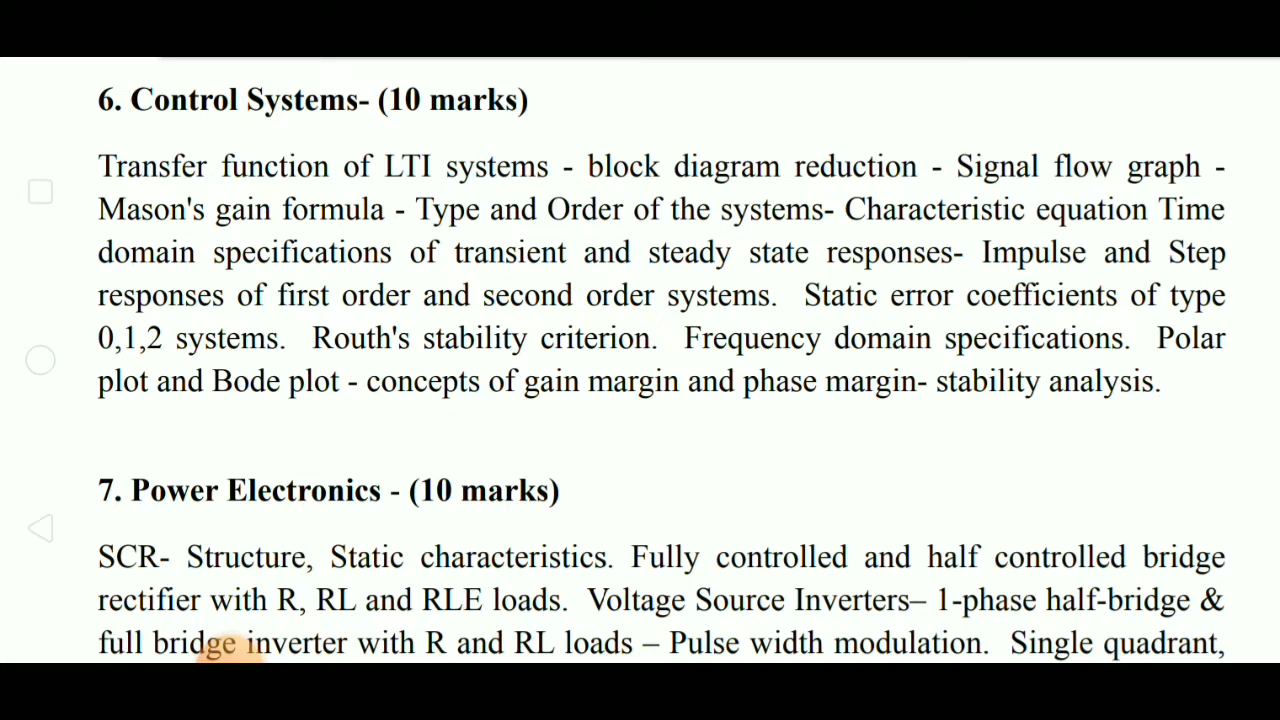 6. Control Systems- (10 marks)
Transfer function of LTI systems - block diagram reduction - Signal flow graph -
Mason's gain formula - Type and Order of the systems- Characteristic equation Time
domain specifications of transient and steady state responses- Impulse and Step
responses of first order and second order systems. Static error coefficients of type
0,1,2 systems. Routh's stability criterion. Frequency domain specifications. Polar
plot and Bode plot - concepts of gain margin and phase margin- stability analysis.
7. Power Electronics - (10 marks)
SCR- Structure, Static characteristics. Fully controlled and half controlled bridge
rectifier with R, RL and RLE loads. Voltage Source Inverters– 1-phase half-bridge &
full bridge inverter with R and RL loads – Pulse width modulation. Single quadrant,